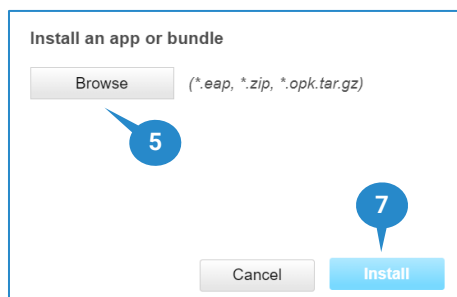 Install an app or bundle
Browse (*.eap, *.zip, *.opk.tar.gz)
5
7
Cancel Install